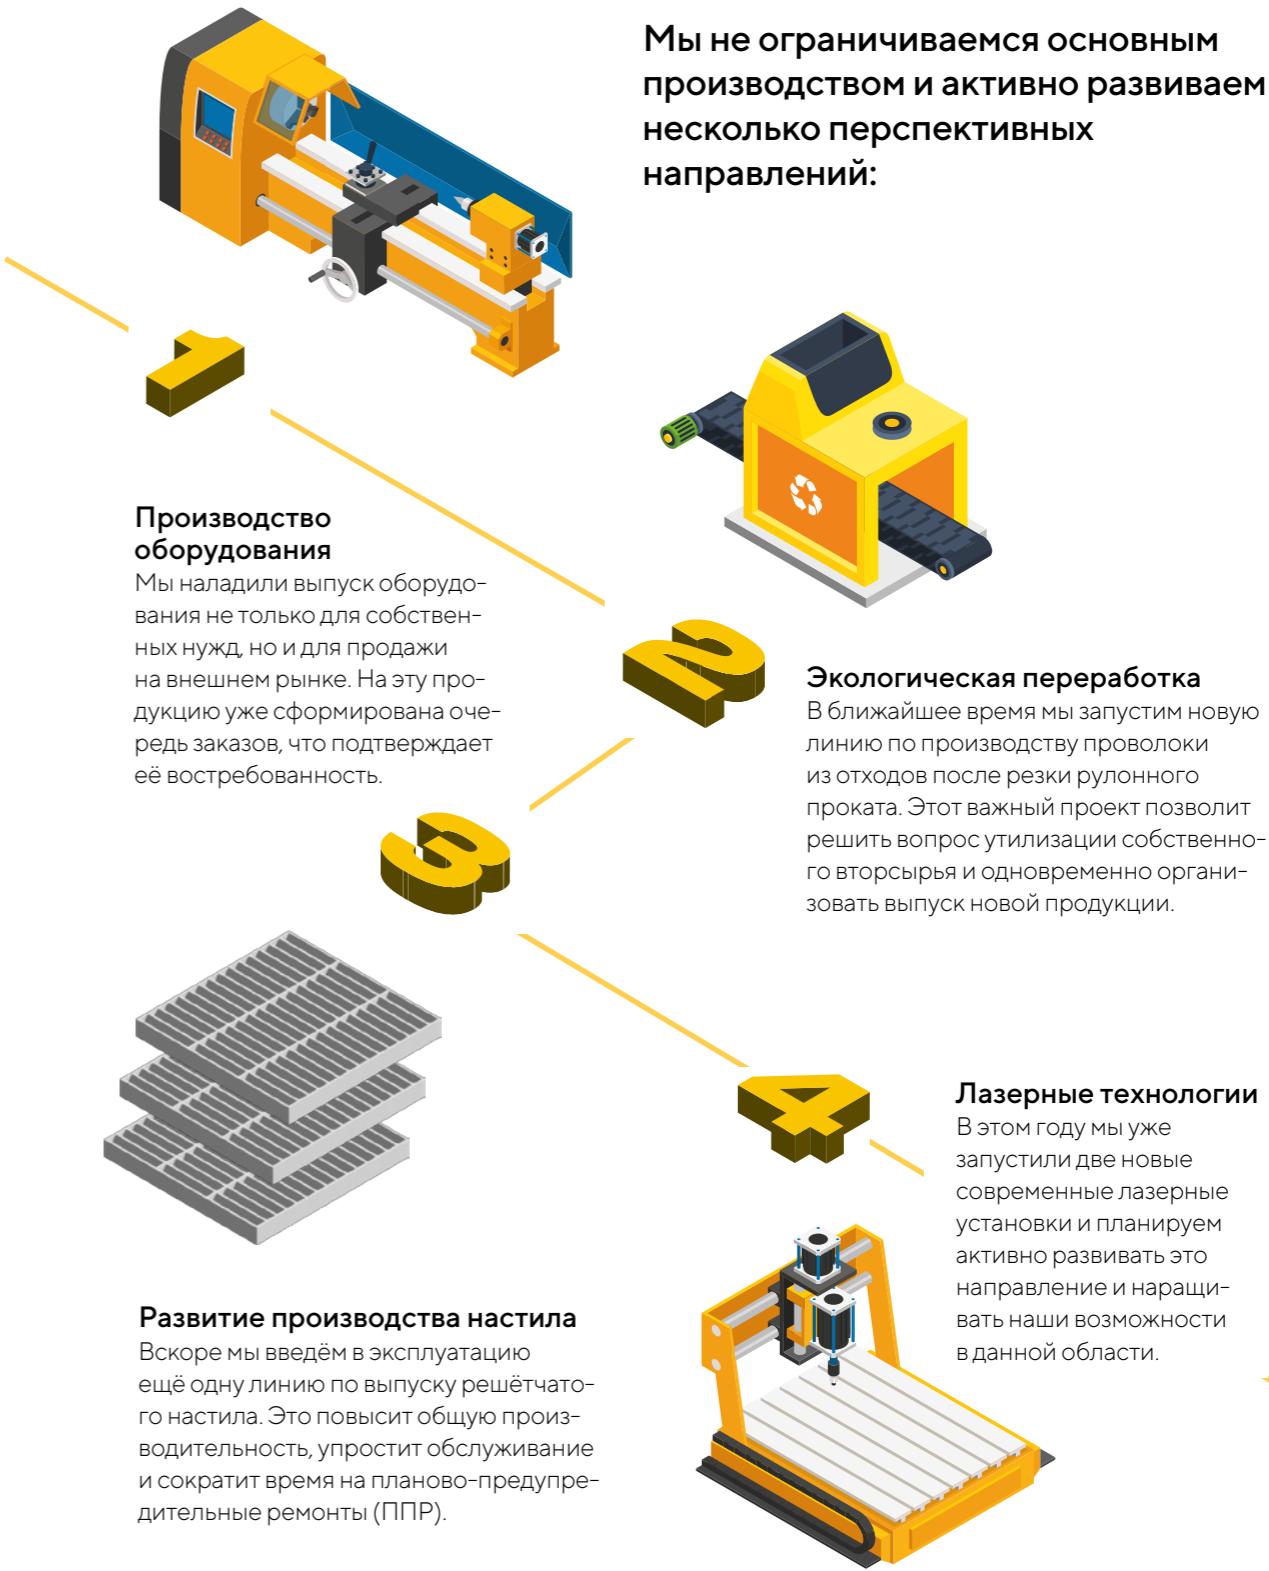 Мы не ограничиваемся основным
производством и активно развиваем
несколько перспективных
направлений:
1
Производство
оборудования
Мы наладили выпуск оборудо-
вания не только для собствен-
ных нужд, но и для продажи
на внешнем рынке. На эту про-
дукцию уже сформирована оче-
редь заказов, что подтверждает
её востребованность.
2
Экологическая переработка
В ближайшее время мы запустим новую
линию по производству проволоки
из отходов после резки рулонного
проката. Этот важный проект позволит
решить вопрос утилизации собственно-
го вторсырья и одновременно органи-
зовать выпуск новой продукции.
3
Развитие производства настила
Вскоре мы введём в эксплуатацию
ещё одну линию по выпуску решётчато-
го настила. Это повысит общую произ-
водительность, упростит обслуживание
и сократит время на планово-предупре-
дительные ремонты (ППР).
4
Лазерные технологии
В этом году мы уже
запустили две новые
современные лазерные
установки и планируем
активно развивать это
направление и наращи-
вать наши возможности
в данной области.